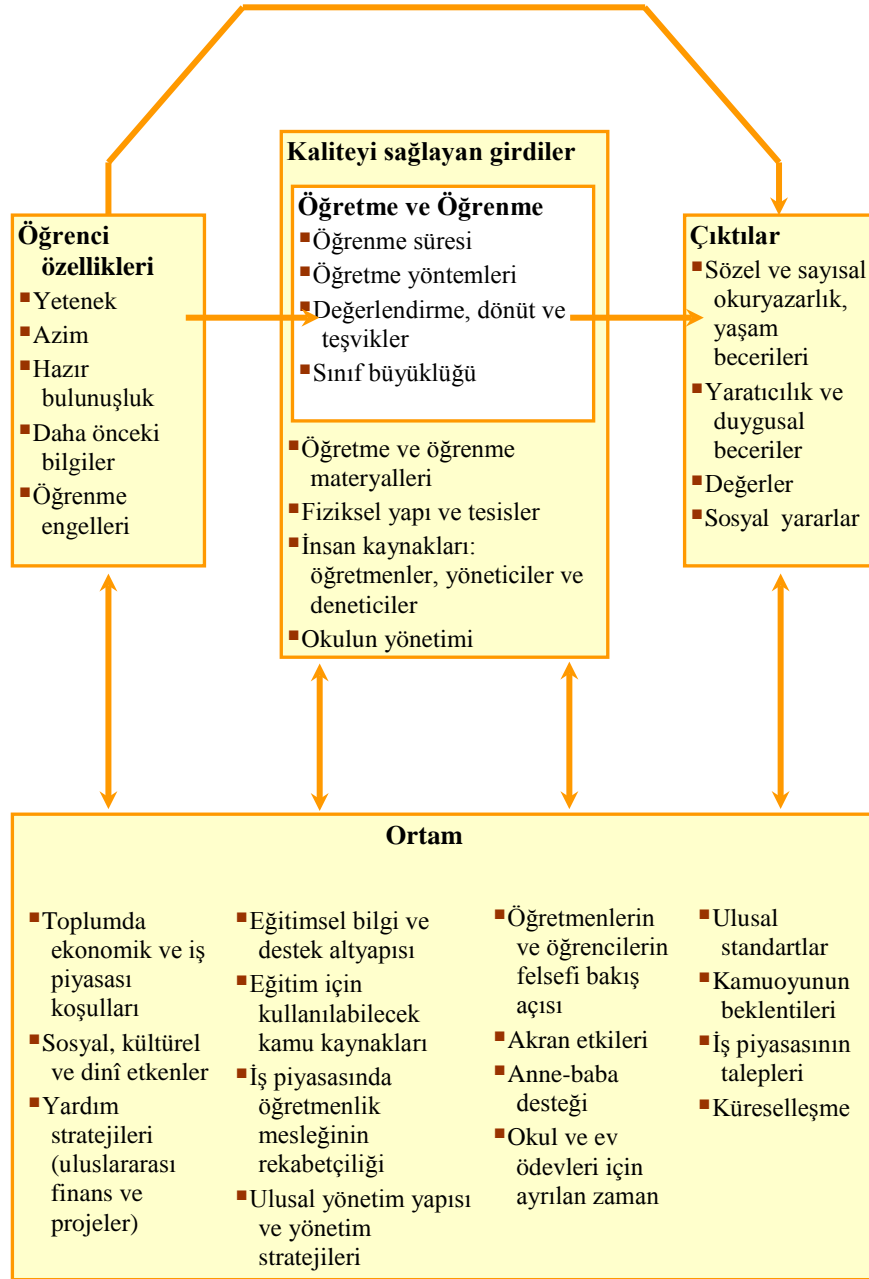 Öğrenci
özellikleri
▪Yetenek
▪Azim
▪Hazır
bulunuşluk
▪Daha önceki
bilgiler
▪Öğrenme
engelleri
Kaliteyi sağlayan girdiler
Öğretme ve Öğrenme
▪Öğrenme süresi
▪Öğretme yöntemleri
▪Değerlendirme, dönüt ve
teşvikler
▪Sınıf büyüklüğü
▪Öğretme ve öğrenme
materyalleri
▪Fiziksel yapı ve tesisler
▪İnsan kaynakları:
öğretmenler, yöneticiler ve
deneticiler
▪Okulun yönetimi
Çıktılar
▪Sözel ve sayısal
okuryazarlık,
yaşam
becerileri
▪Yaratıcılık ve
duygusal
beceriler
▪Değerler
▪Sosyal yararlar
Ortam
▪Toplumda
ekonomik ve iş
piyasası
koşulları
▪Sosyal, kültürel
ve dinî etkenler
▪Yardım
stratejileri
(uluslararası
finans ve
projeler)
▪Eğitimsel bilgi ve
destek altyapısı
▪Eğitim için
kullanılabilecek
kamu kaynakları
▪İş piyasasında
öğretmenlik
mesleğinin
rekabetçiliği
▪Ulusal yönetim yapısı
ve yönetim
stratejileri
▪Öğretmenlerin
ve öğrencilerin
felsefi bakış
açısı
▪Akran etkileri
▪Anne-baba
desteği
▪Okul ve ev
ödevleri için
ayrılan zaman
▪Ulusal
standartlar
▪Kamuoyunun
beklentileri
▪İş piyasasının
talepleri
▪Küreselleşme